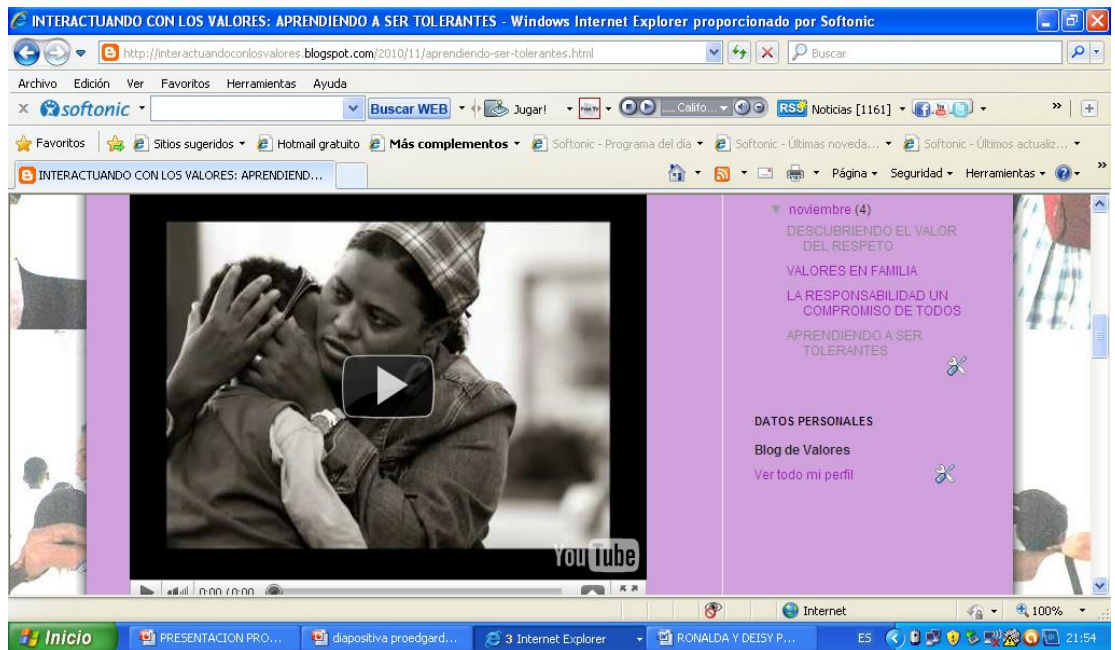 INTERACTUANDO CON LOS VALORES: APRENDIENDO A SER TOLERANTES - Windows Internet Explorer proporcionado por Softonic
http://interactuandoconlosvalores.blogspot.com/2010/11/aprendiendo-ser-tolerantes.html
Buscar
Archivo Edición Ver Favoritos Herramientas Ayuda
softonic Buscar WEB Jugar! Free TV ..... Califo... RSS Noticias [1161] »
Favoritos Sitios sugeridos Hotmail gratuito Más complementos Softonic - Programa del día Softonic - Últimas noveda... Softonic - Últimos actualiz...
INTERACTUANDO CON LOS VALORES: APRENDIEND... Página Seguridad Herramientas »
noviembre (4)
DESCUBRIENDO EL VALOR
DEL RESPETO
VALORES EN FAMILIA
LA RESPONSABILIDAD UN
COMPROMISO DE TODOS
APRENDIENDO A SER
TOLERANTES
DATOS PERSONALES
Blog de Valores
Ver todo mi perfil
YouTube
0:00 / 0:00
Internet 100%
Inicio PRESENTACION PRO... diapositiva proedgard... 3 Internet Explorer RONALDA Y DEISY P... ES 21:54